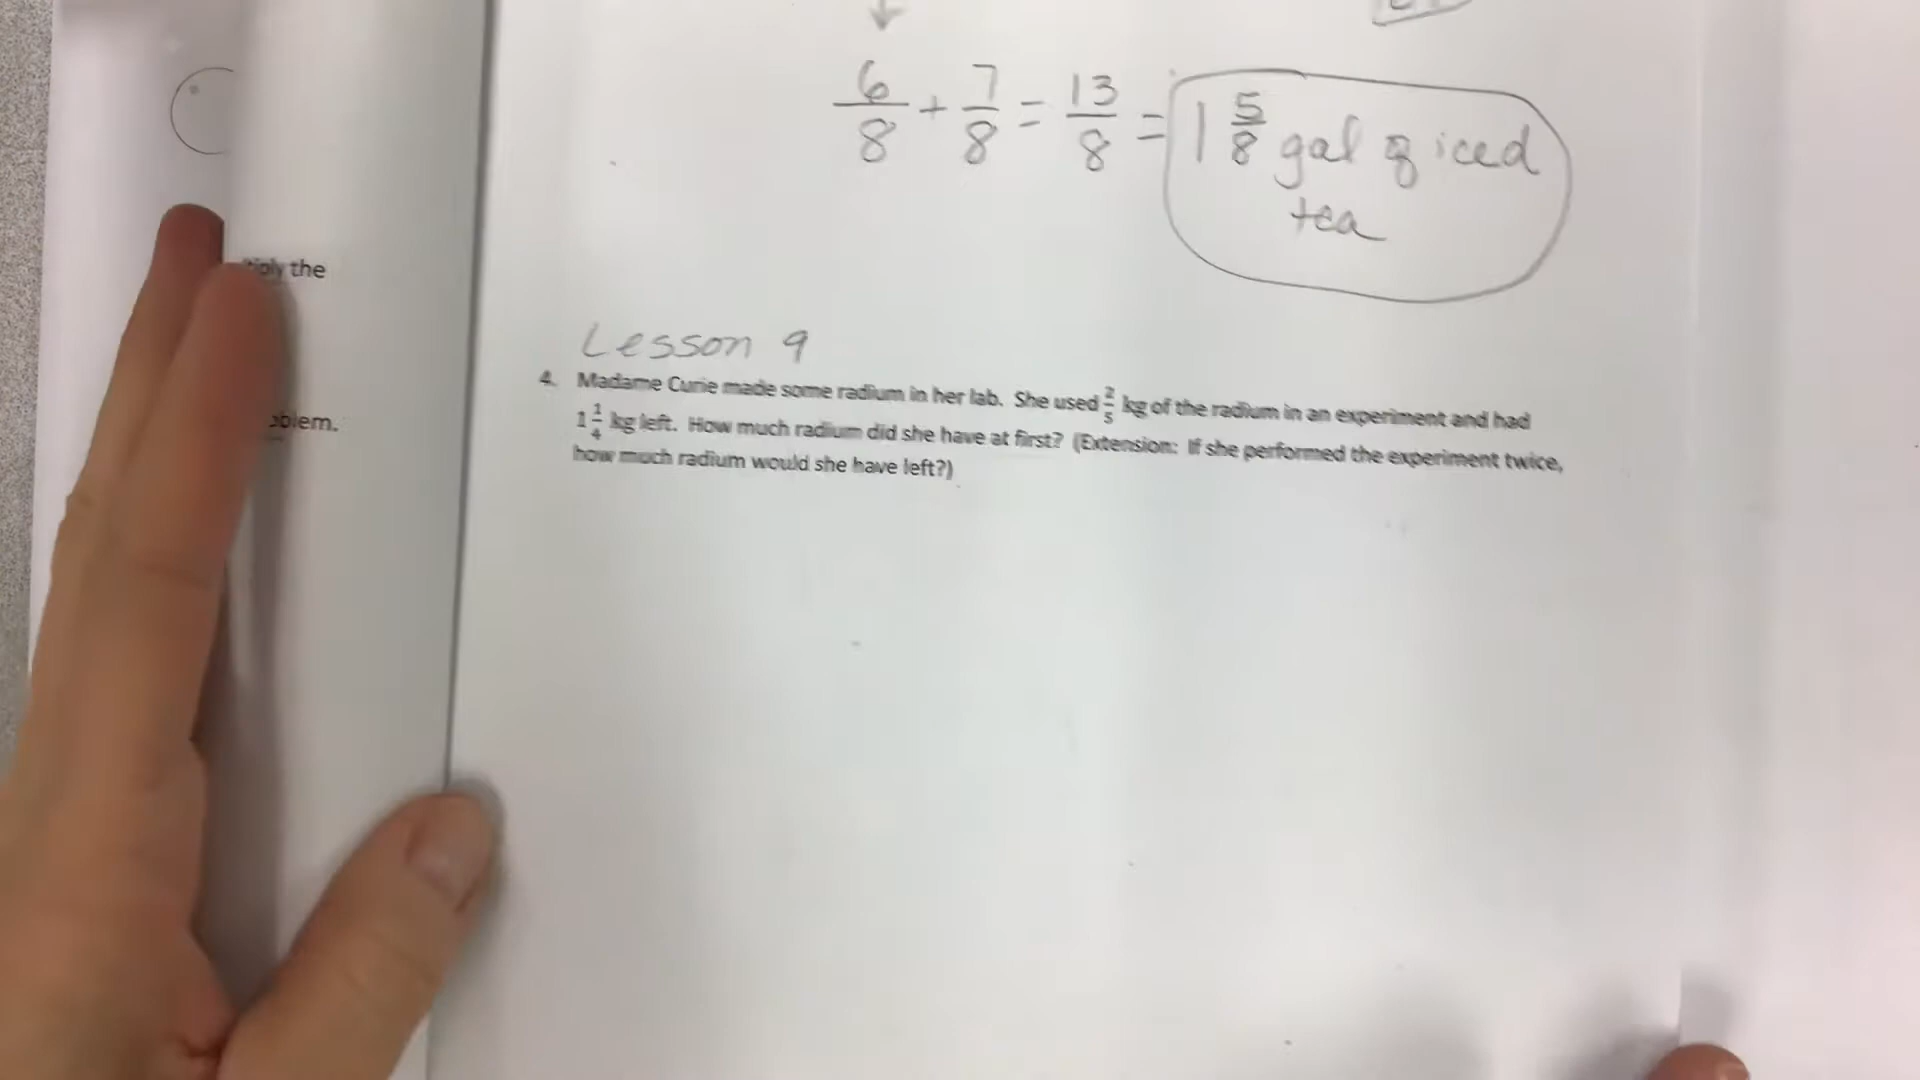 6/8 + 7/8 = 13/8 = 1 5/8 gal of iced
tea
the
Lesson 9
4. Madame Curie made some radium in her lab. She used 2/5 kg of the radium in an experiment and had
1 1/4 kg left. How much radium did she have at first? (Extension: If she performed the experiment twice,
how much radium would she have left?)